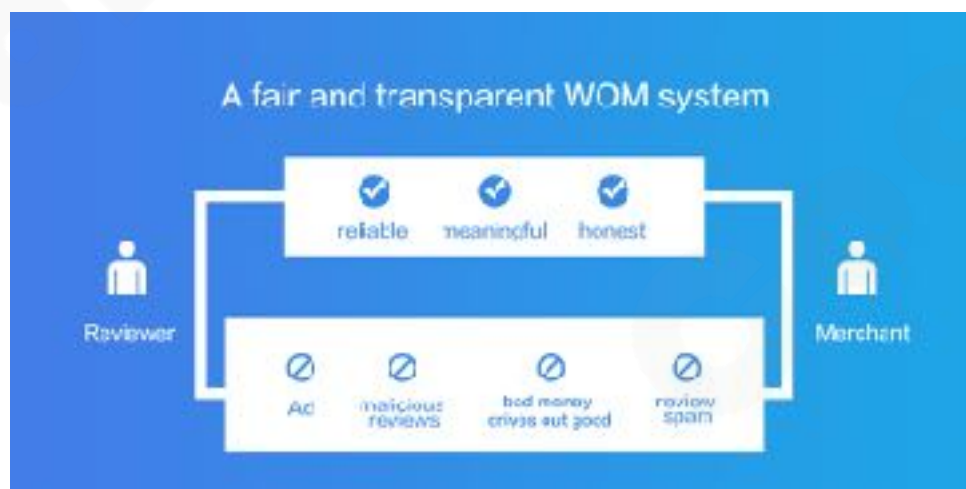 A fair and transparent WOM system
reliable meaningful honest
Reviewer
Merchant
Ad
malicious
reviews
bad money
drives out good
review
spam